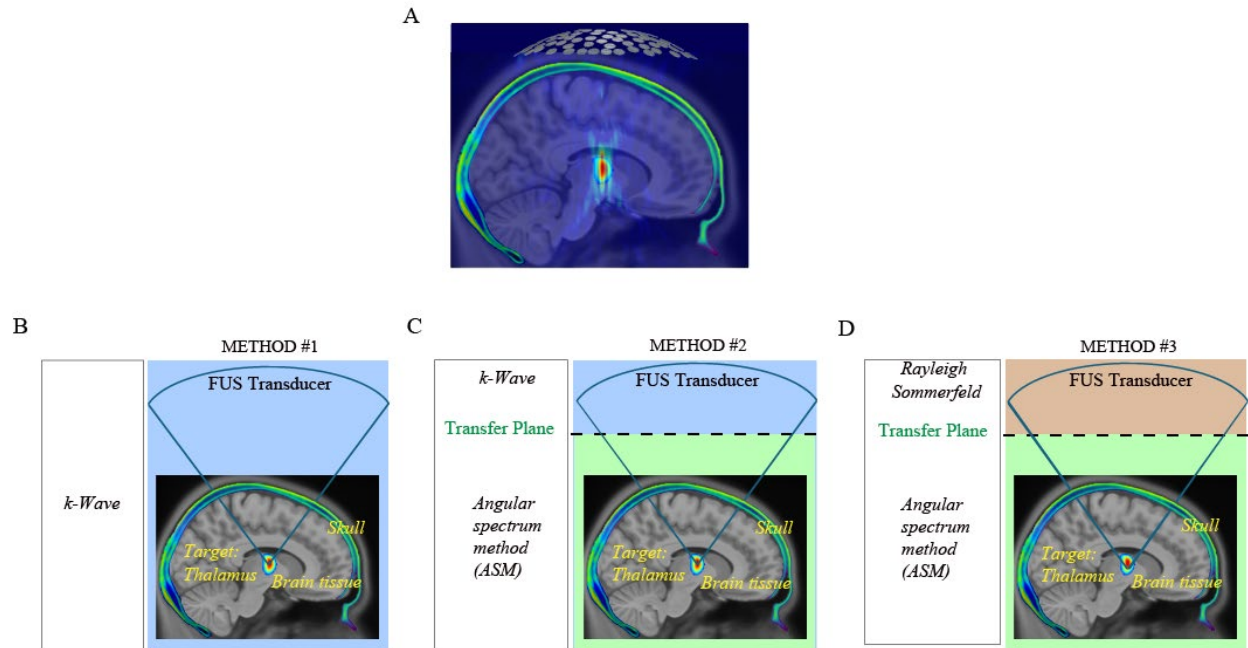 A
B
METHOD #1
FUS Transducer
k-Wave
Skull
Target:
Thalamus
Brain tissue
C
METHOD #2
k-Wave
FUS Transducer
Transfer Plane
Angular
spectrum
method
(ASM)
Skull
Target:
Thalamus
Brain tissue
D
METHOD #3
Rayleigh
Sommerfeld
FUS Transducer
Transfer Plane
Angular
spectrum
method
(ASM)
Skull
Target:
Thalamus
Brain tissue